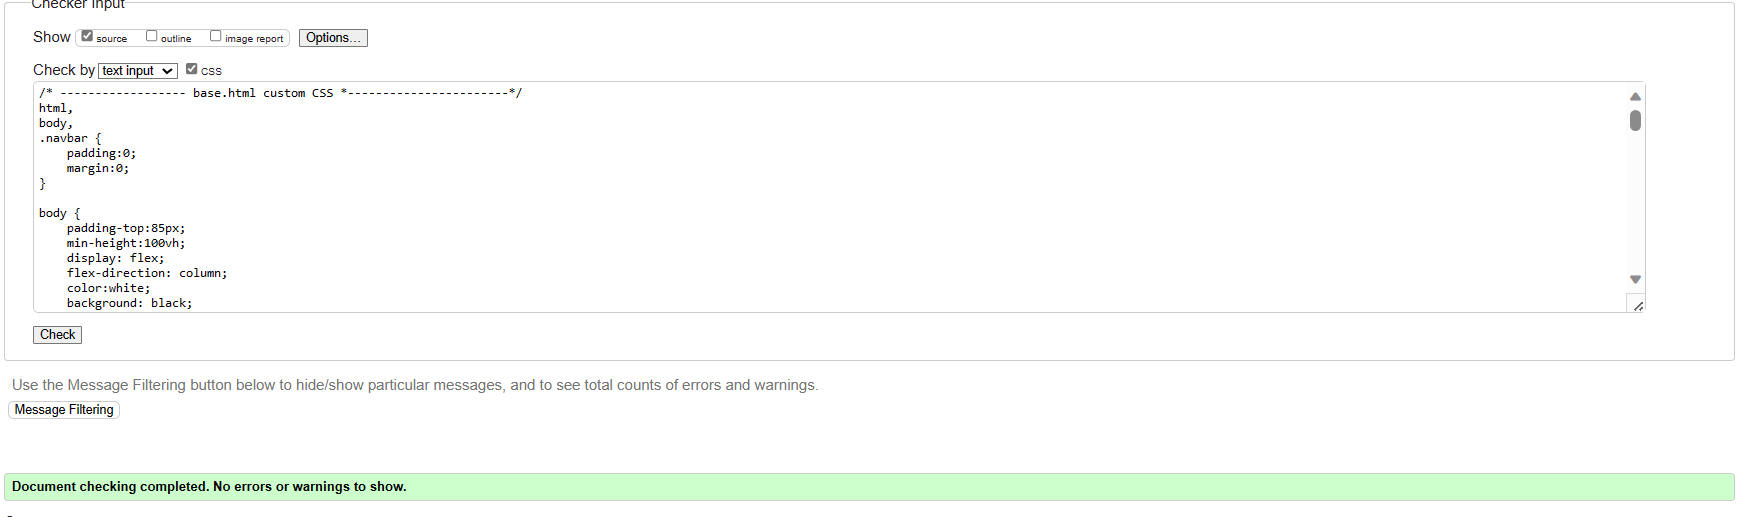 Checker Input
Show source outline image report Options...
Check by text input css
/* ------------------ base.html custom CSS *-----------------------*/
html,
body,
.navbar {
    padding:0;
    margin:0;
}
body {
    padding-top:85px;
    min-height:100vh;
    display: flex;
    flex-direction: column;
    color:white;
    background: black;
Check
Use the Message Filtering button below to hide/show particular messages, and to see total counts of errors and warnings.
Message Filtering
Document checking completed. No errors or warnings to show.